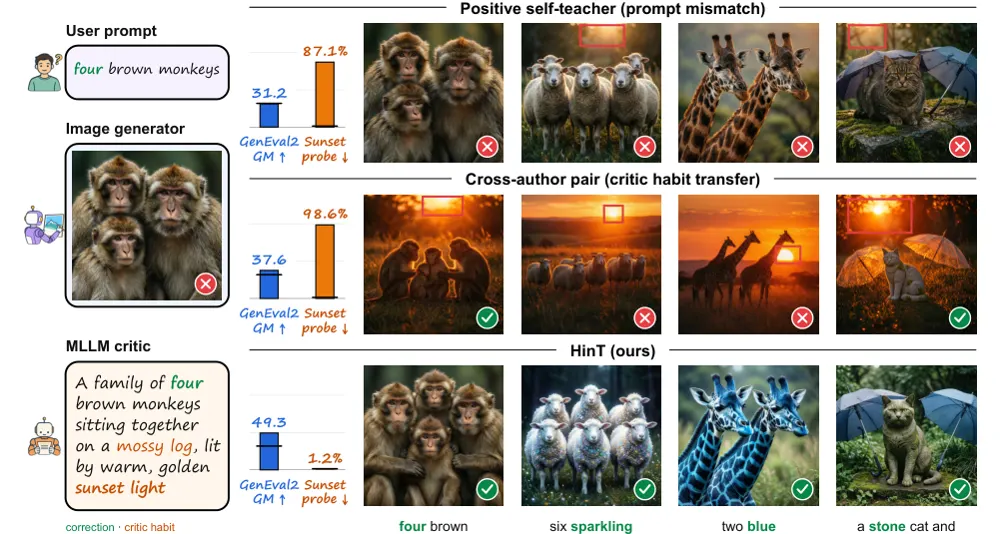 Positive self-teacher (prompt mismatch)
User prompt
four brown monkeys
?
87.1%
31.2
GenEval2 Sunset
GM ↑ probe ↓
Image generator
Cross-author pair (critic habit transfer)
98.6%
37.6
GenEval2 Sunset
GM ↑ probe ↓
MLLM critic
A family of four
brown monkeys
sitting together
on a mossy log, lit
by warm, golden
sunset light
correction · critic habit
HinT (ours)
49.3
1.2%
GenEval2 Sunset
GM ↑ probe ↓
four brown
six sparkling
two blue
a stone cat and